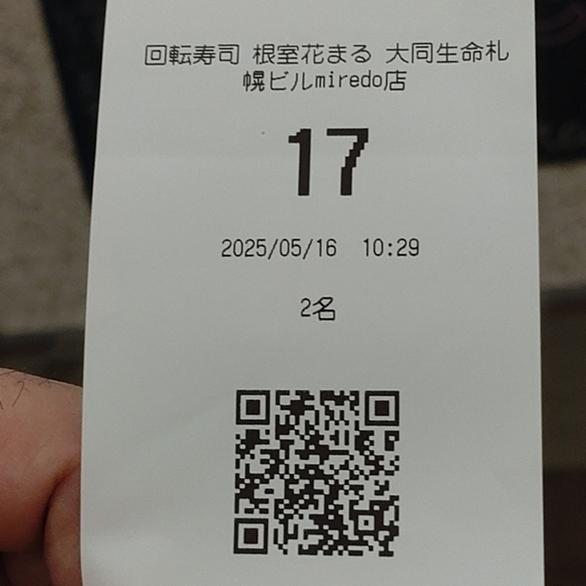 回転寿司 根室花まる 大同生命札
幌ビルmiredo店
17
2025/05/16 10:29
2名